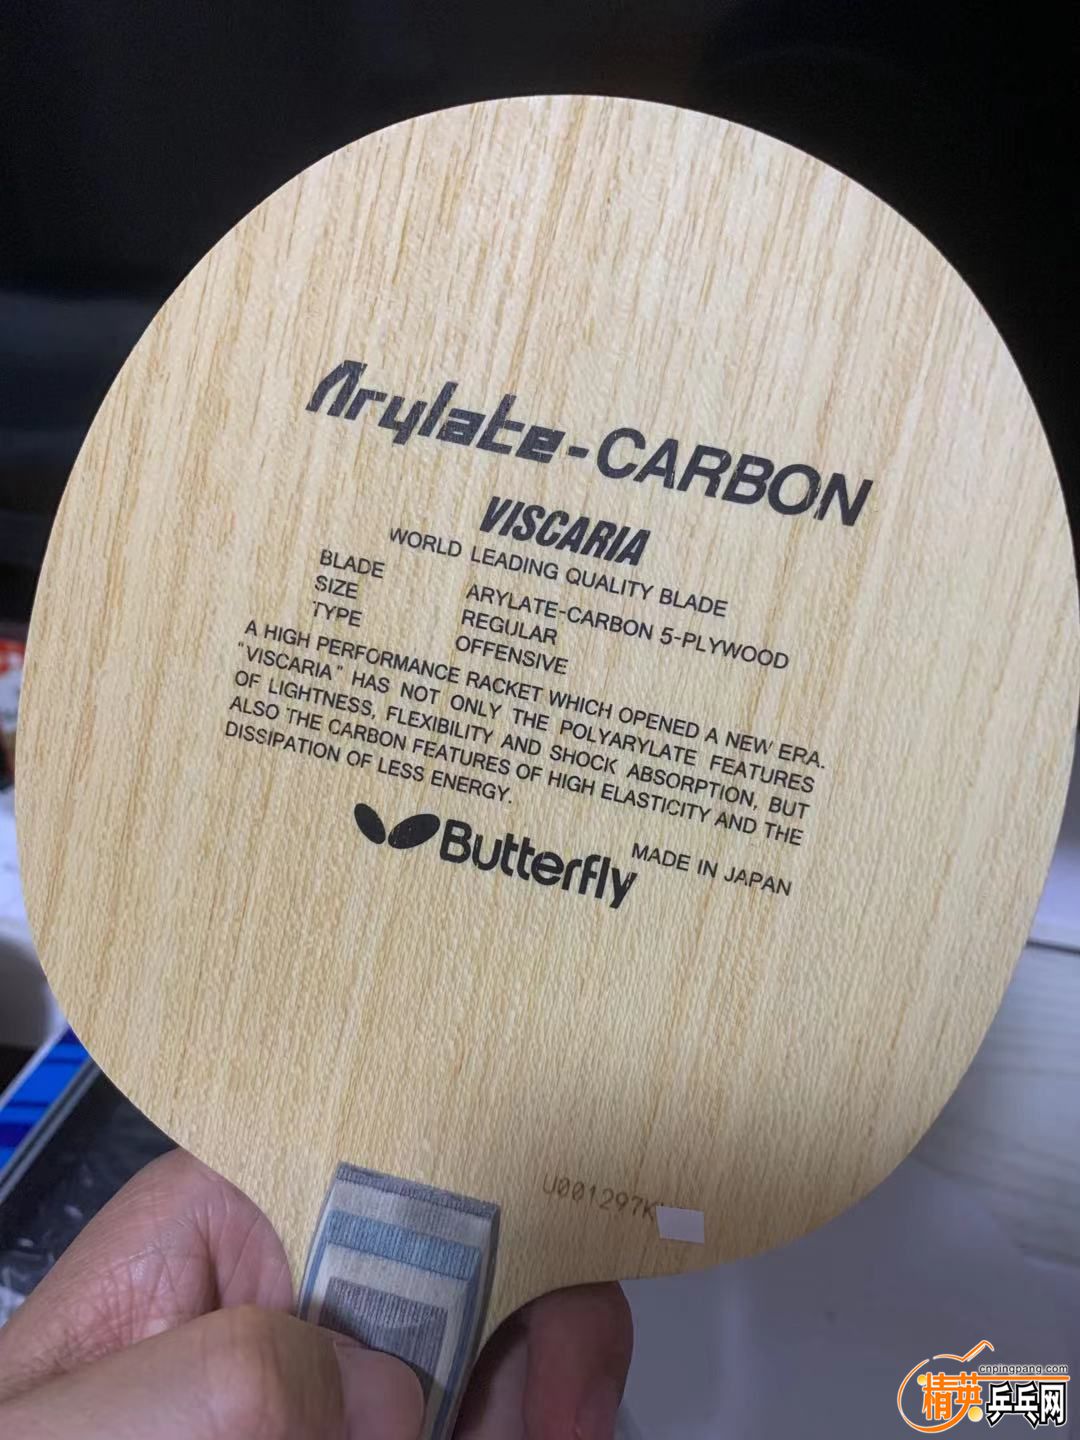 Arylate-CARBON
VISCARIA
WORLD LEADING QUALITY BLADE
BLADE ARYLATE-CARBON 5-PLYWOOD
SIZE REGULAR
TYPE OFFENSIVE
A HIGH PERFORMANCE RACKET WHICH OPENED A NEW ERA.
"VISCARIA" HAS NOT ONLY THE POLYARYLATE FEATURES
OF LIGHTNESS, FLEXIBILITY AND SHOCK ABSORPTION, BUT
ALSO THE CARBON FEATURES OF HIGH ELASTICITY AND THE
DISSIPATION OF LESS ENERGY.
Butterfly MADE IN JAPAN
U001297K
cnpingpang.com
精英乒乓网